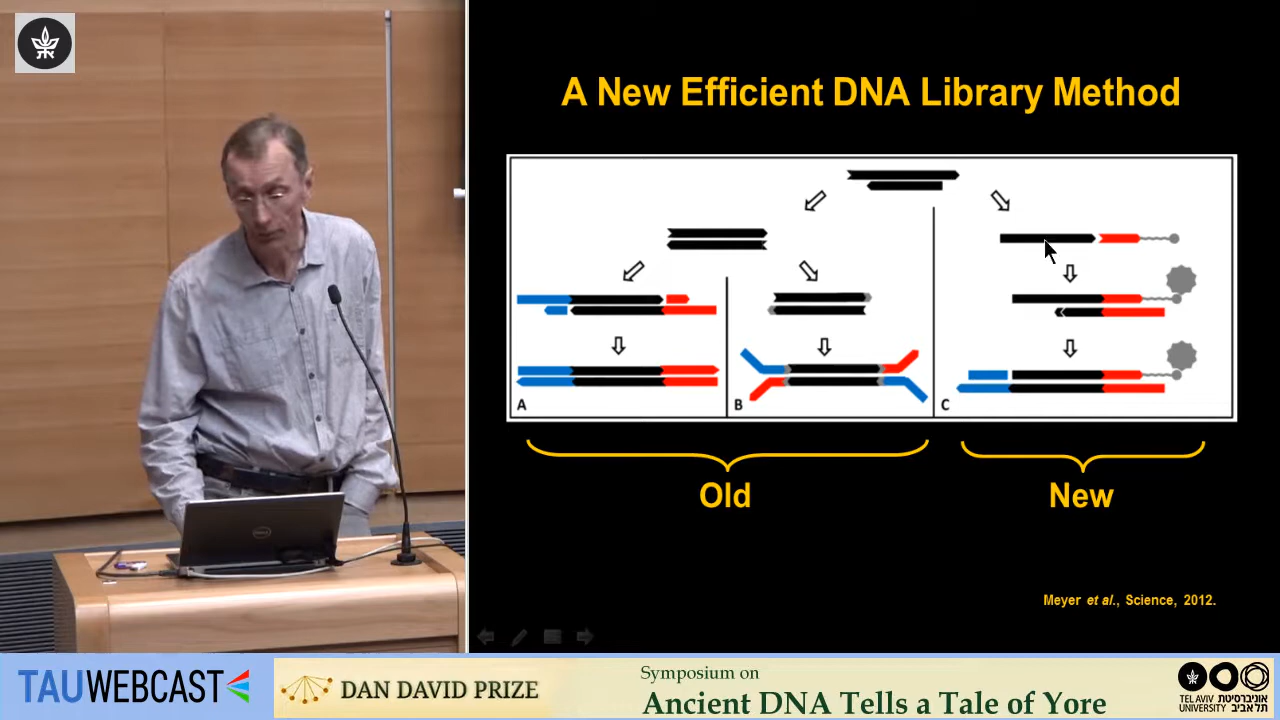 A New Efficient DNA Library Method
A
B
C
Old
New
Meyer et al., Science, 2012.
TAUWEBCAST
DAN DAVID PRIZE
Symposium on
Ancient DNA Tells a Tale of Yore
TEL AVIV אוניברסיטת
UNIVERSITY תל אביב